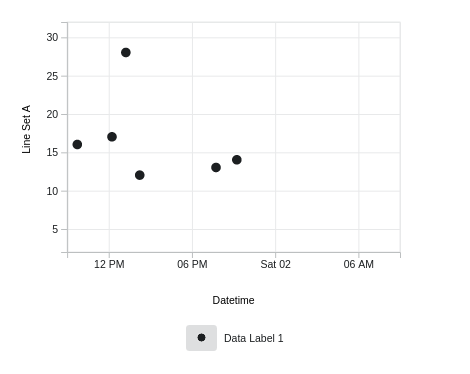 30
25
20
15
10
5
Line Set A
12 PM
06 PM
Sat 02
06 AM
Datetime
Data Label 1